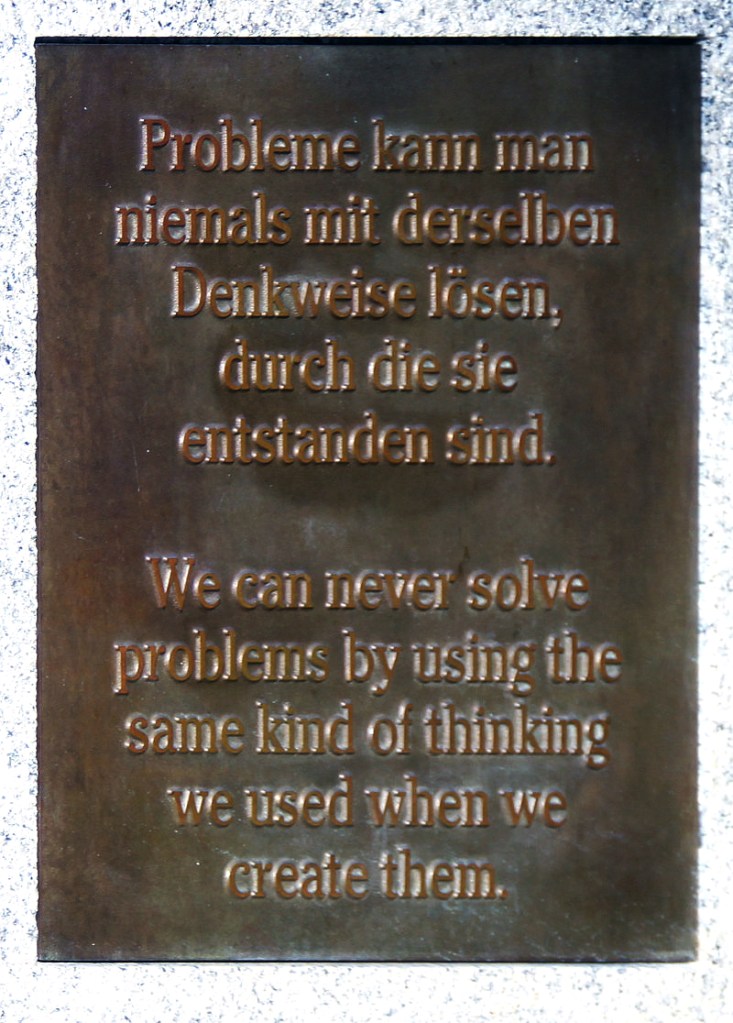 Probleme kann man
niemals mit derselben
Denkweise lösen,
durch die sie
entstanden sind.
We can never solve
problems by using the
same kind of thinking
we used when we
create them.